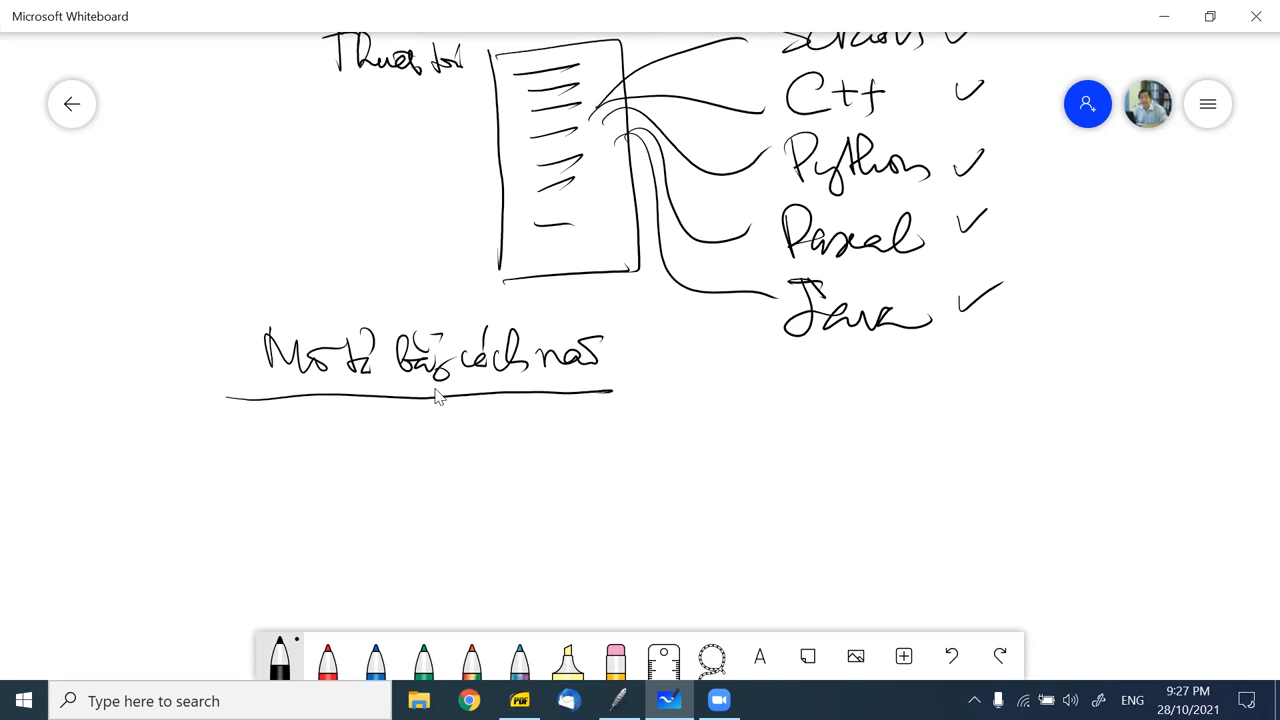 Microsoft Whiteboard
Thuật toán
C++
Python
Pascal
Java
Mô tả bằng cách nào
A
Type here to search
PDF
ENG
9:27 PM
28/10/2021